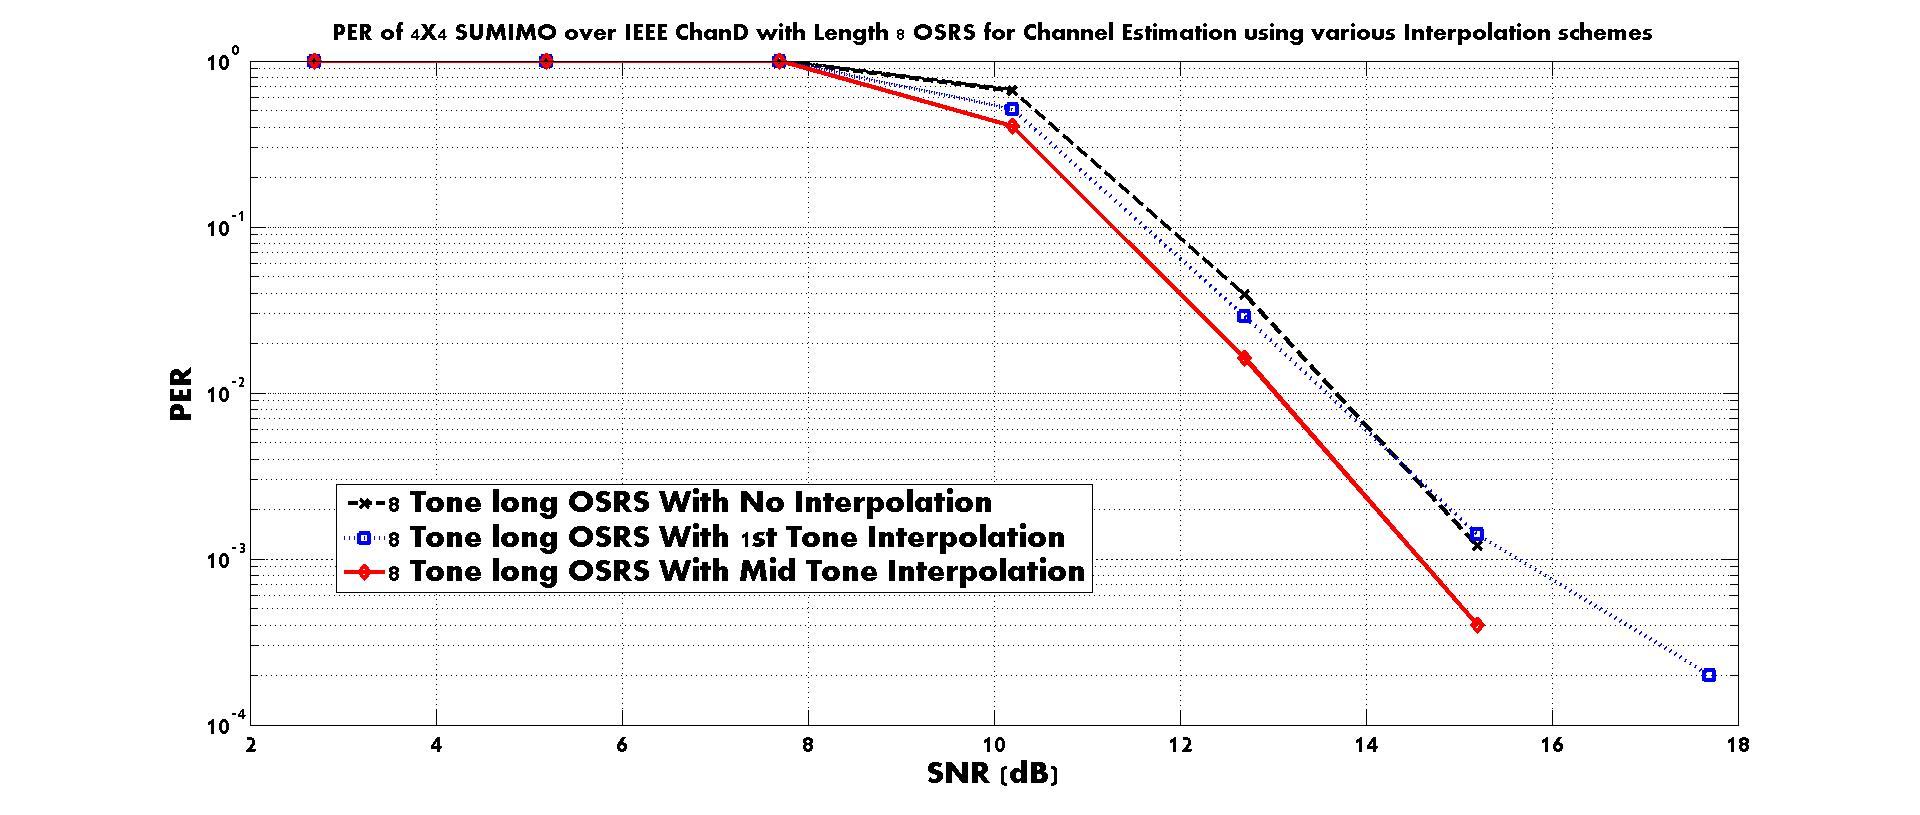 PER of 4X4 SUMIMO over IEEE ChanD with Length 8 OSRS for Channel Estimation using various Interpolation schemes
10^0
10^-1
10^-2
10^-3
10^-4
PER
8 Tone long OSRS With No Interpolation
8 Tone long OSRS With 1st Tone Interpolation
8 Tone long OSRS With Mid Tone Interpolation
2 4 6 8 10 12 14 16 18
SNR (dB)